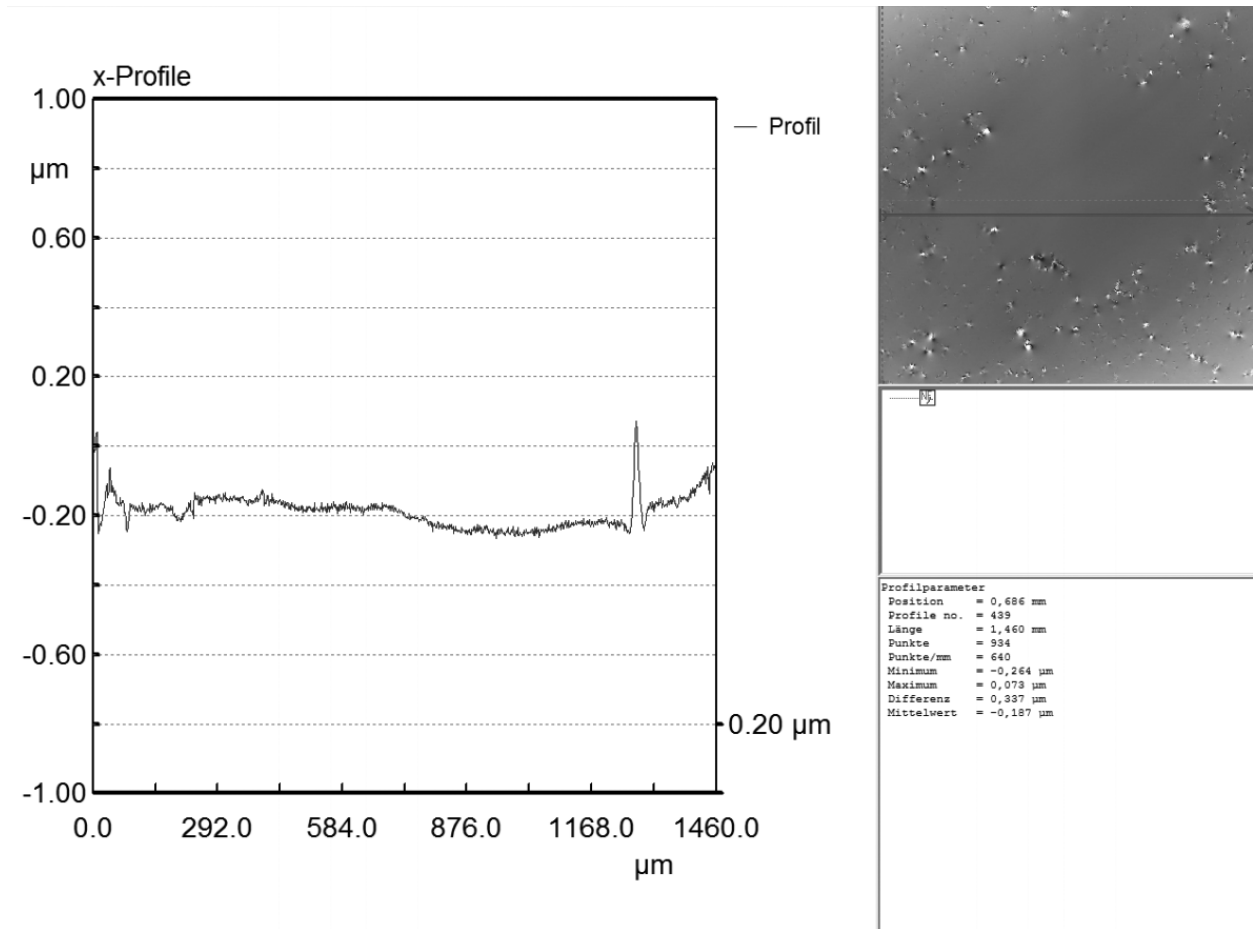 x-Profile
1.00
µm
0.60
0.20
-0.20
-0.60
-1.00
0.20 µm
0.0 292.0 584.0 876.0 1168.0 1460.0
µm
Profil
Profilparameter
Position = 0,686 mm
Profile no. = 439
Länge = 1,460 mm
Punkte = 934
Punkte/mm = 640
Minimum = -0,264 µm
Maximum = 0,073 µm
Differenz = 0,337 µm
Mittelwert = -0,187 µm